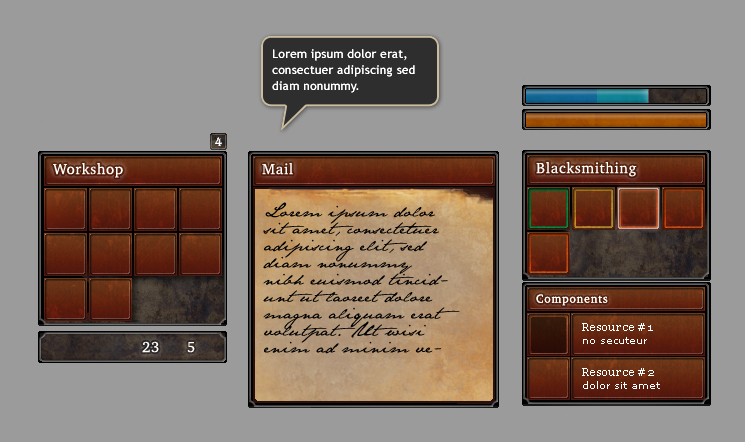 Lorem ipsum dolor erat,
consectuer adipiscing sed
diam nonummy.
4
Workshop
23 5
Mail
Lorem ipsum dolor
sit amet, consectetuer
adipiscing elit, sed
diam nonummy
nibh euismod tincid-
unt ut laoreet dolore
magna aliquam erat
volutpat. Ut wisi
enim ad minim ve-
Blacksmithing
Components
Resource #1
no secuteur
Resource #2
dolor sit amet